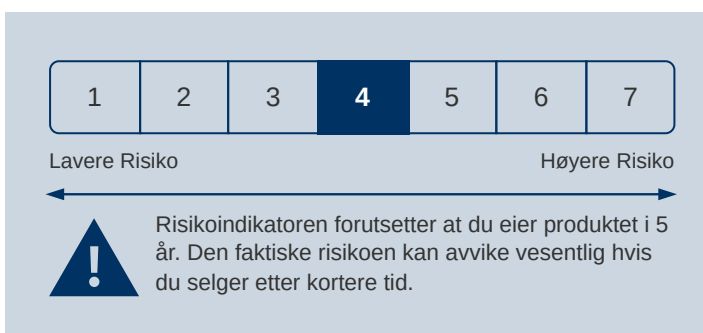 1 2 3 4 5 6 7
Lavere Risiko Høyere Risiko
Risikoindikatoren forutsetter at du eier produktet i 5
år. Den faktiske risikoen kan avvike vesentlig hvis
du selger etter kortere tid.